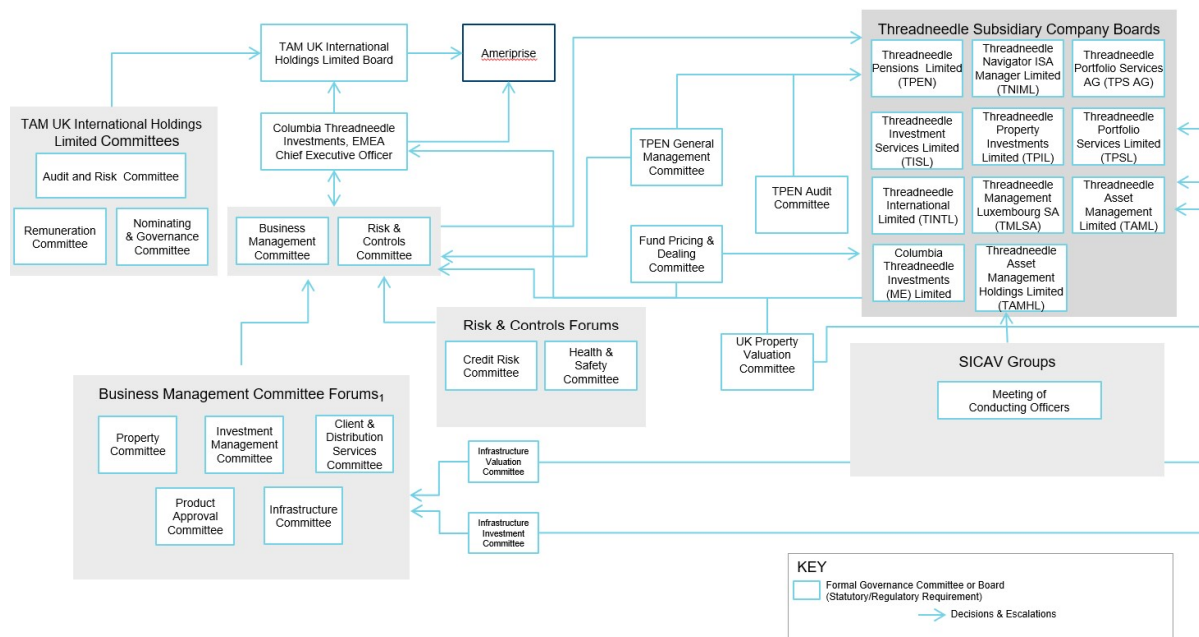 TAM UK International
Holdings Limited Board
Ameriprise
Threadneedle Subsidiary Company Boards
Threadneedle
Pensions Limited
(TPEN)
Threadneedle
Navigator ISA
Manager Limited
(TNIML)
Threadneedle
Portfolio Services
AG (TPS AG)
TAM UK International Holdings
Limited Committees
Audit and Risk Committee
Remuneration
Committee
Nominating
& Governance
Committee
Columbia Threadneedle
Investments, EMEA
Chief Executive Officer
TPEN General
Management
Committee
TPEN Audit
Committee
Threadneedle
Investment
Services Limited
(TISL)
Threadneedle
Property
Investments
Limited (TPIL)
Threadneedle
Portfolio
Services Limited
(TPSL)
Business
Management
Committee
Risk &
Controls
Committee
Fund Pricing &
Dealing
Committee
Threadneedle
International
Limited (TINTL)
Threadneedle
Management
Luxembourg SA
(TMLSA)
Threadneedle
Asset
Management
Limited (TAML)
Columbia
Threadneedle
Investments
(ME) Limited
Threadneedle
Asset
Management
Holdings Limited
(TAMHL)
Risk & Controls Forums
Credit Risk
Committee
Health &
Safety
Committee
UK Property
Valuation
Committee
SICAV Groups
Meeting of
Conducting Officers
Business Management Committee Forums1
Property
Committee
Investment
Management
Committee
Client &
Distribution
Services
Committee
Product
Approval
Committee
Infrastructure
Committee
Infrastructure
Valuation
Committee
Infrastructure
Investment
Committee
KEY
Formal Governance Committee or Board
(Statutory/Regulatory Requirement)
Decisions & Escalations